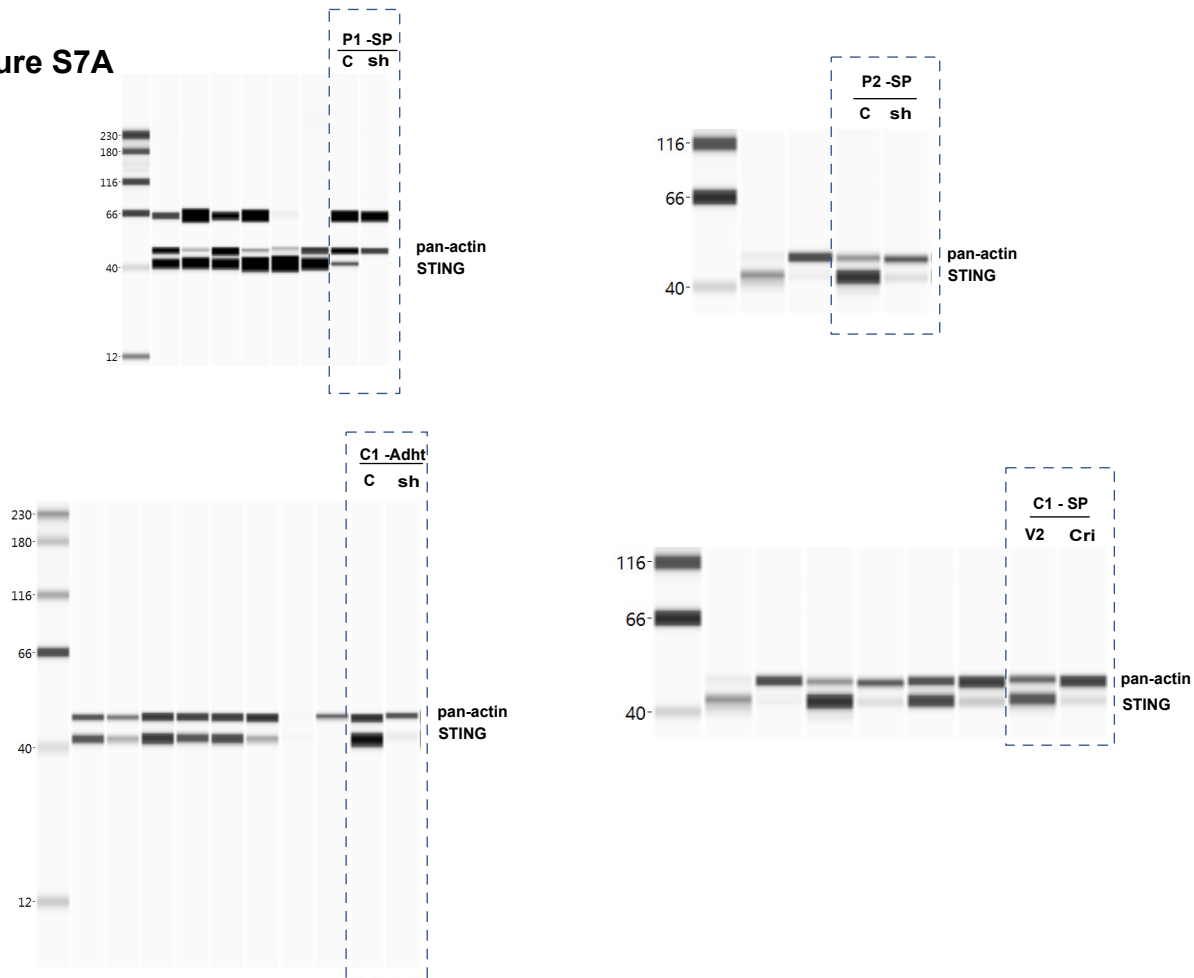 ure S7A
P1 -SP
C sh
230-
180-
116-
66-
40-
12-
pan-actin
STING
P2 -SP
C sh
116-
66-
40-
pan-actin
STING
C1 -Adht
C sh
230-
180-
116-
66-
40-
12-
pan-actin
STING
C1 - SP
V2 Cri
116-
66-
40-
pan-actin
STING